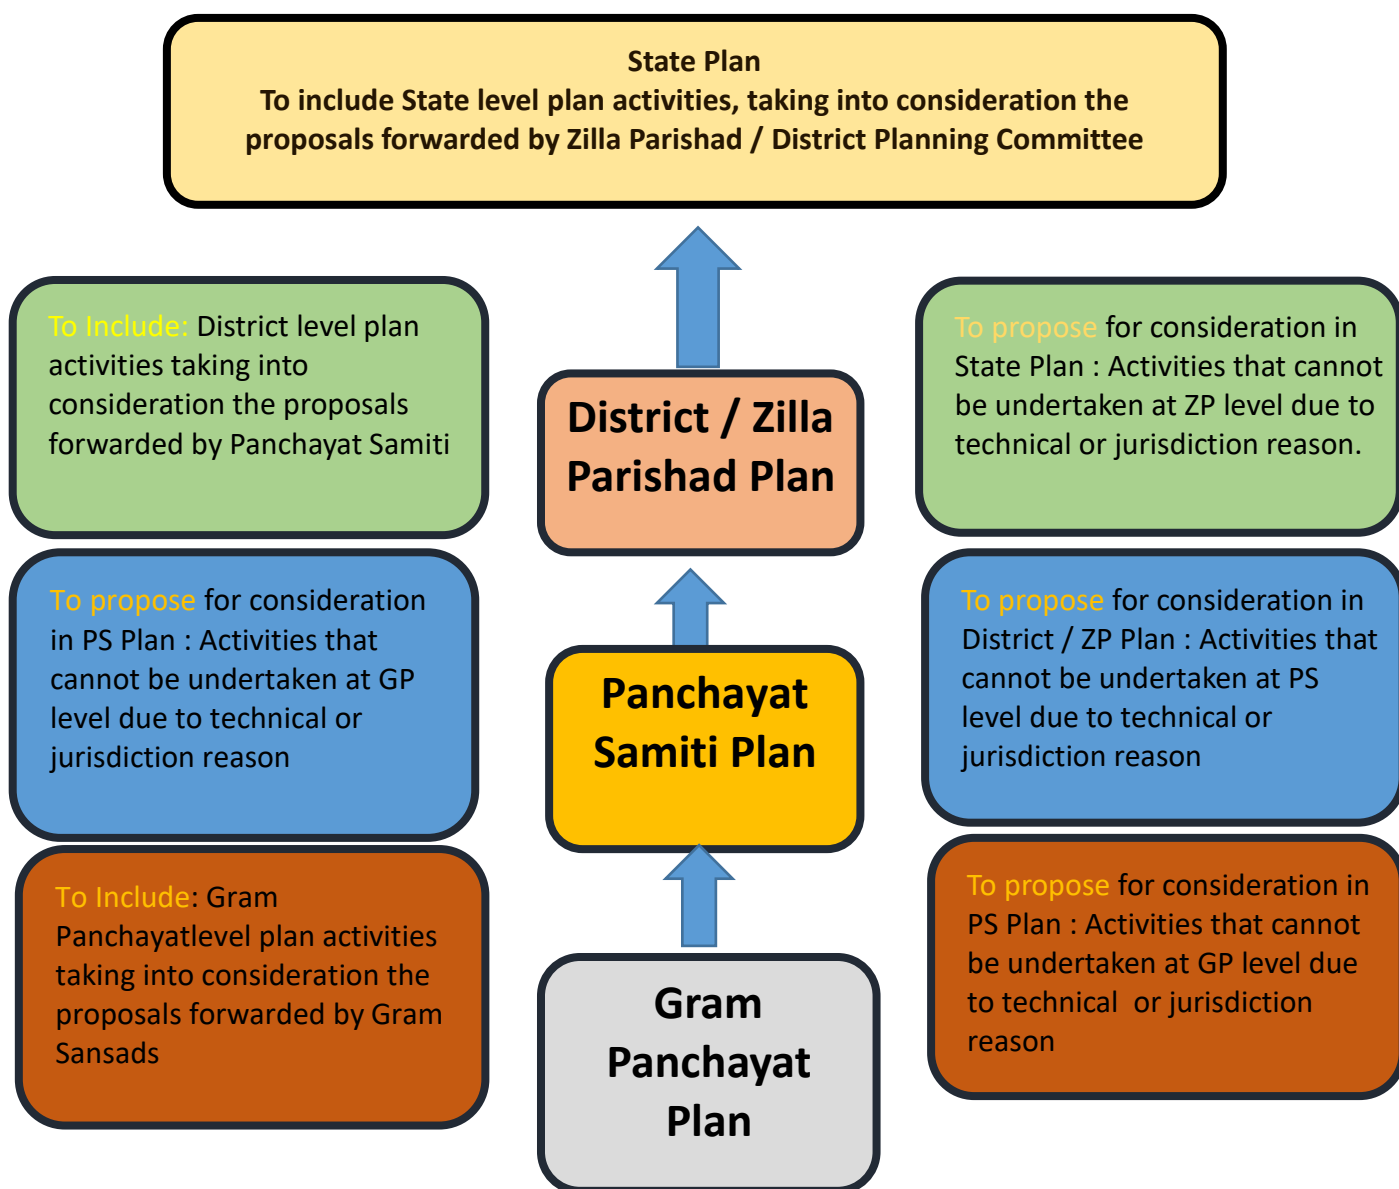 State Plan
To include State level plan activities, taking into consideration the
proposals forwarded by Zilla Parishad / District Planning Committee
To Include: District level plan
activities taking into
consideration the proposals
forwarded by Panchayat Samiti
District / Zilla
Parishad Plan
To propose for consideration in
State Plan : Activities that cannot
be undertaken at ZP level due to
technical or jurisdiction reason.
To propose for consideration
in PS Plan : Activities that
cannot be undertaken at GP
level due to technical or
jurisdiction reason
Panchayat
Samiti Plan
To propose for consideration in
District / ZP Plan : Activities that
cannot be undertaken at PS
level due to technical or
jurisdiction reason
To Include: Gram
Panchayatlevel plan activities
taking into consideration the
proposals forwarded by Gram
Sansads
Gram
Panchayat
Plan
To propose for consideration in
PS Plan : Activities that cannot
be undertaken at GP level due
to technical  or jurisdiction
reason